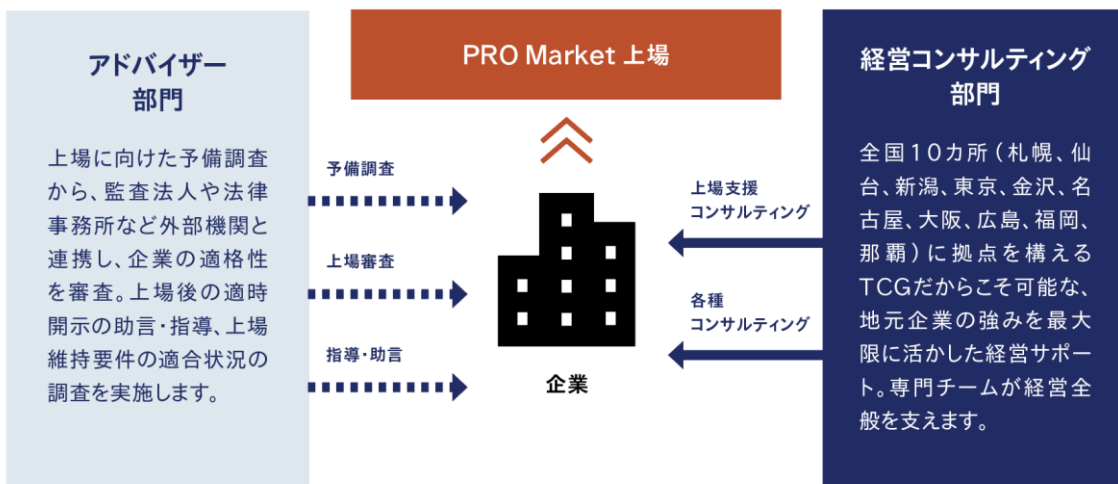 アドバイザー
部門
上場に向けた予備調査
から、監査法人や法律
事務所など外部機関と
連携し、企業の適格性
を審査。上場後の適時
開示の助言・指導、上場
維持要件の適合状況の
調査を実施します。
PRO Market 上場
予備調査
上場審査
指導・助言
企業
上場支援
コンサルティング
各種
コンサルティング
経営コンサルティング
部門
全国10カ所（札幌、仙
台、新潟、東京、金沢、名
古屋、大阪、広島、福岡、
那覇）に拠点を構える
TCGだからこそ可能な、
地元企業の強みを最大
限に活かした経営サポー
ト。専門チームが経営全
般を支えます。